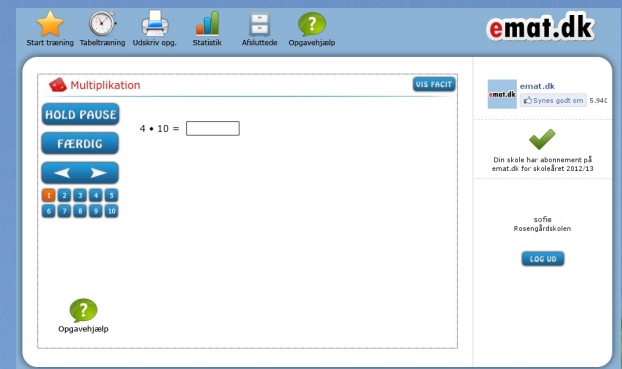 Start træning Tabeltræning Udskriv opg. Statistik Afsluttede Opgavehjælp
emat.dk
Multiplikation
VIS FACIT
HOLD PAUSE
FÆRDIG
4 • 10 =
1 2 3 4 5
6 7 8 9 10
Opgavehjælp
emat.dk
emat.dk
Synes godt om 5.940
Din skole har abonnement på
emat.dk for skoleåret 2012/13
sofie
Rosengårdskolen
LOG UD